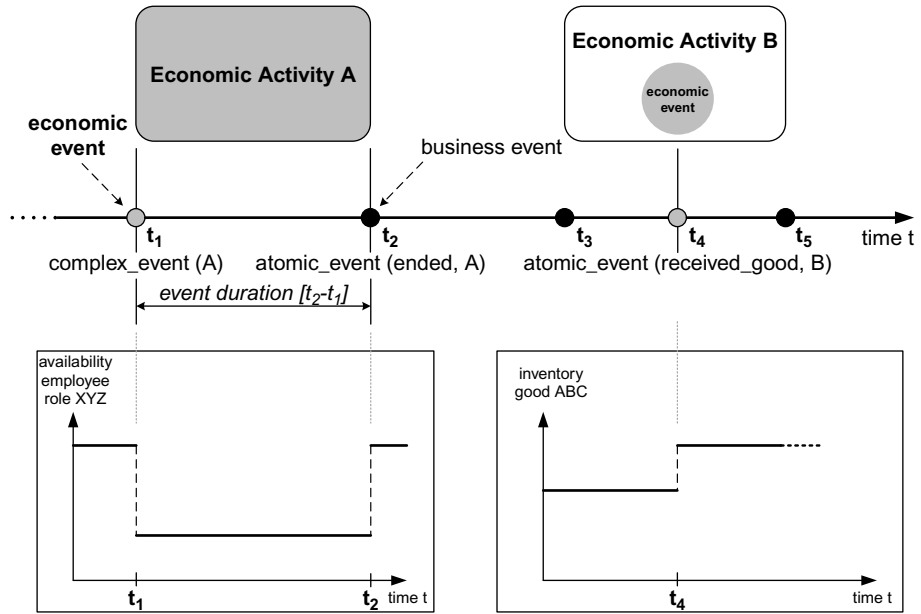 Economic Activity A
Economic Activity B
economic
event
economic
event
business event
t1
t2
t3
t4
t5
time t
complex_event (A)
atomic_event (ended, A)
atomic_event (received_good, B)
event duration [t2-t1]
availability
employee
role XYZ
t1
t2
time t
inventory
good ABC
t4
time t